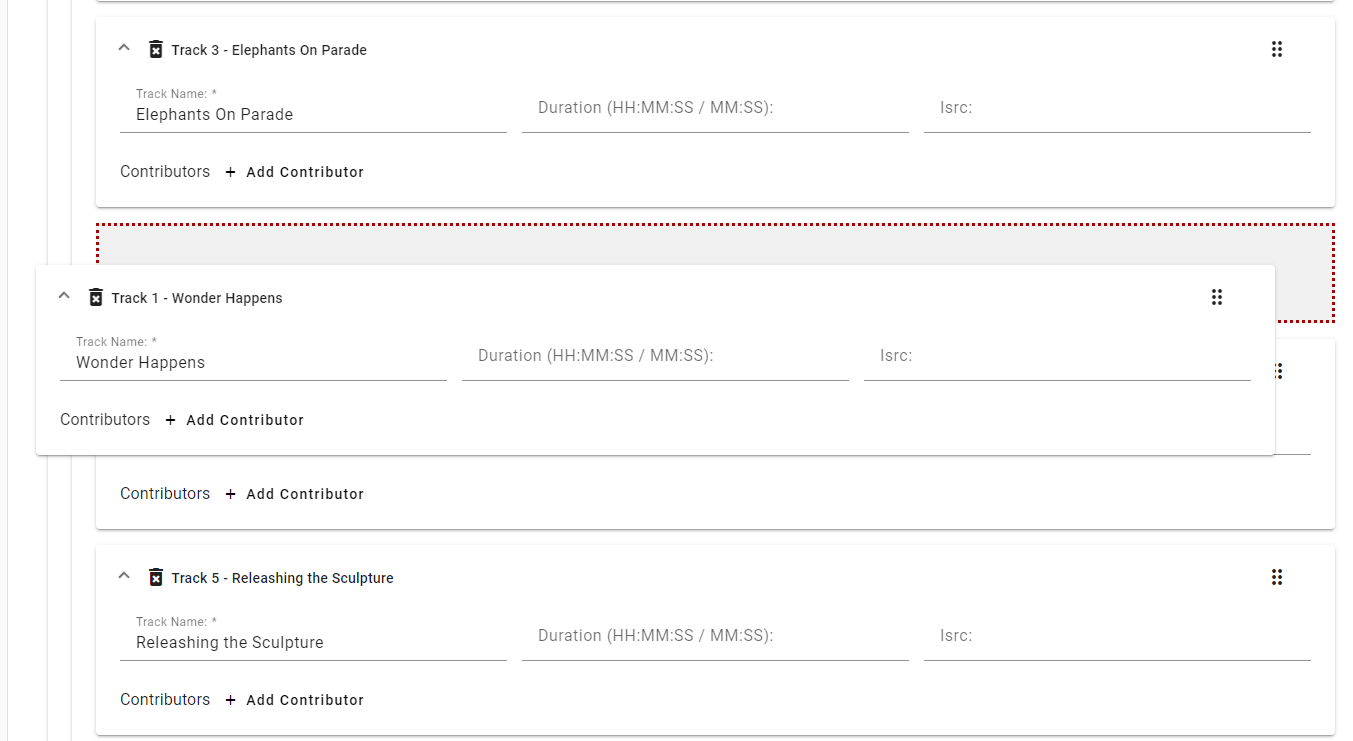 Track 3 - Elephants On Parade
Track Name: *
Elephants On Parade
Duration (HH:MM:SS / MM:SS):
Isrc:
Contributors + Add Contributor
Track 1 - Wonder Happens
Track Name: *
Wonder Happens
Duration (HH:MM:SS / MM:SS):
Isrc:
Contributors + Add Contributor
Contributors + Add Contributor
Track 5 - Releashing the Sculpture
Track Name: *
Releashing the Sculpture
Duration (HH:MM:SS / MM:SS):
Isrc:
Contributors + Add Contributor